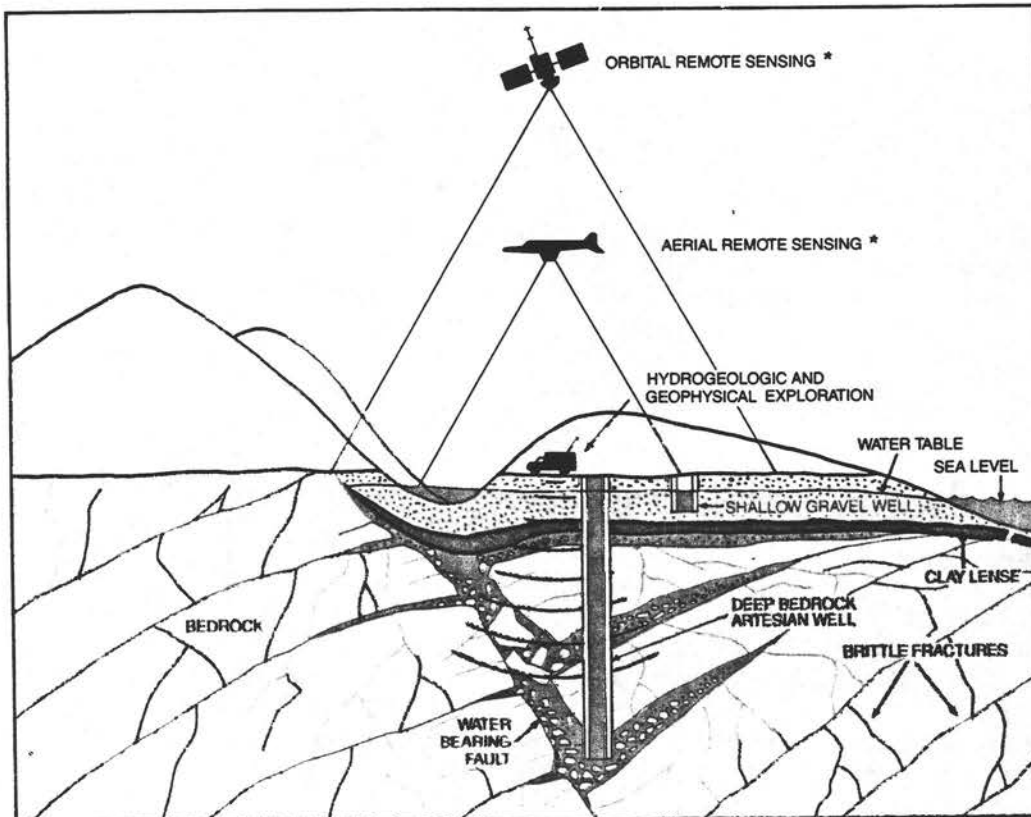 ORBITAL REMOTE SENSING *
AERIAL REMOTE SENSING *
HYDROGEOLOGIC AND
GEOPHYSICAL EXPLORATION
WATER TABLE
SEA LEVEL
SHALLOW GRAVEL WELL
CLAY LENSE
DEEP BEDROCK
ARTESIAN WELL
BEDROCK
BRITTLE FRACTURES
WATER
BEARING
FAULT